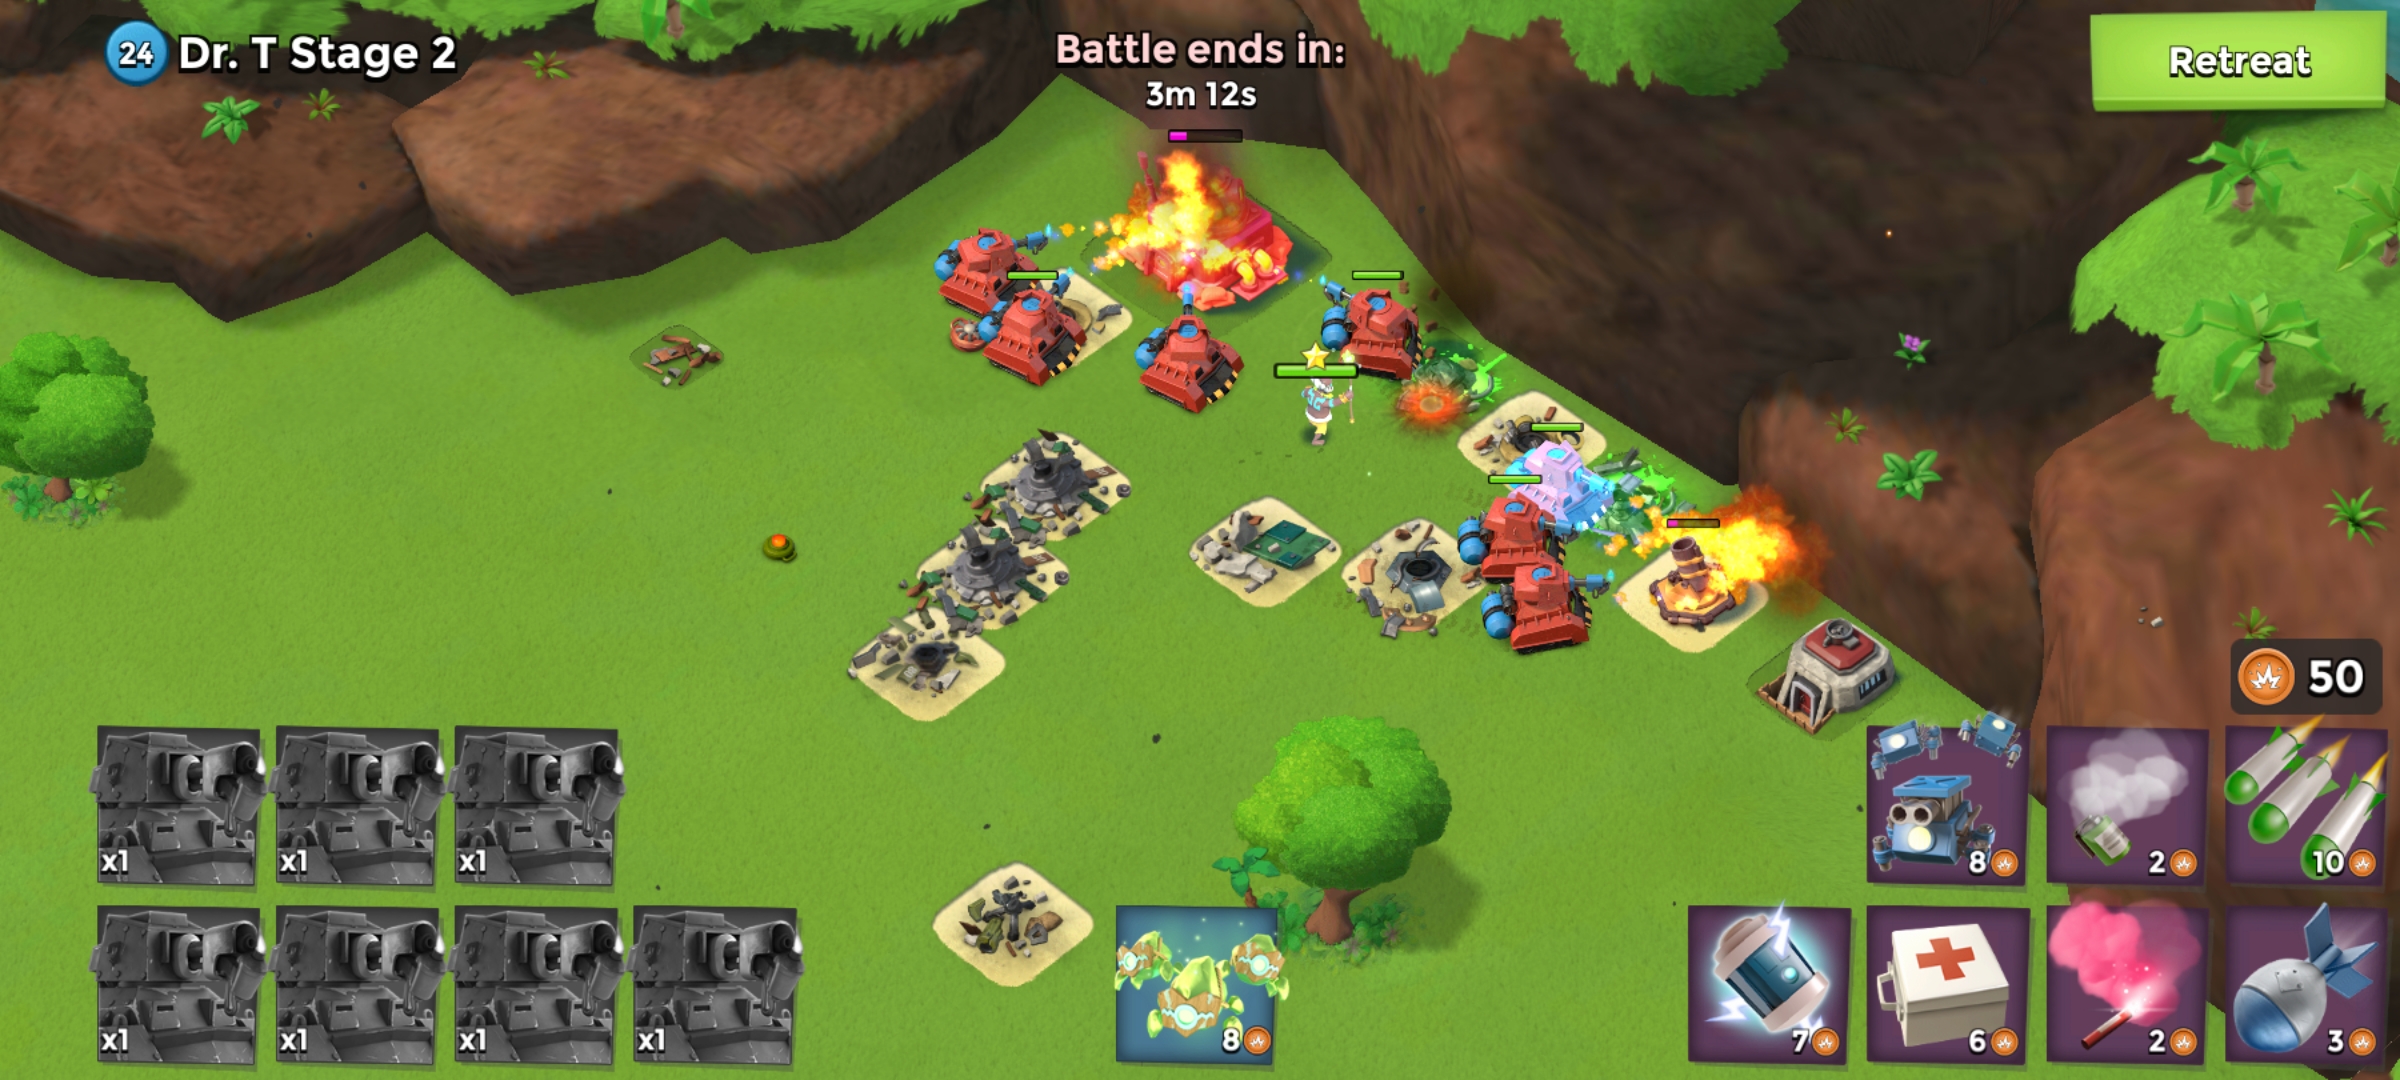 24 Dr. T Stage 2
Battle ends in:
3m 12s
Retreat
50
x1 x1 x1
8 2 10
x1 x1 x1 x1
8
7 6 2 3